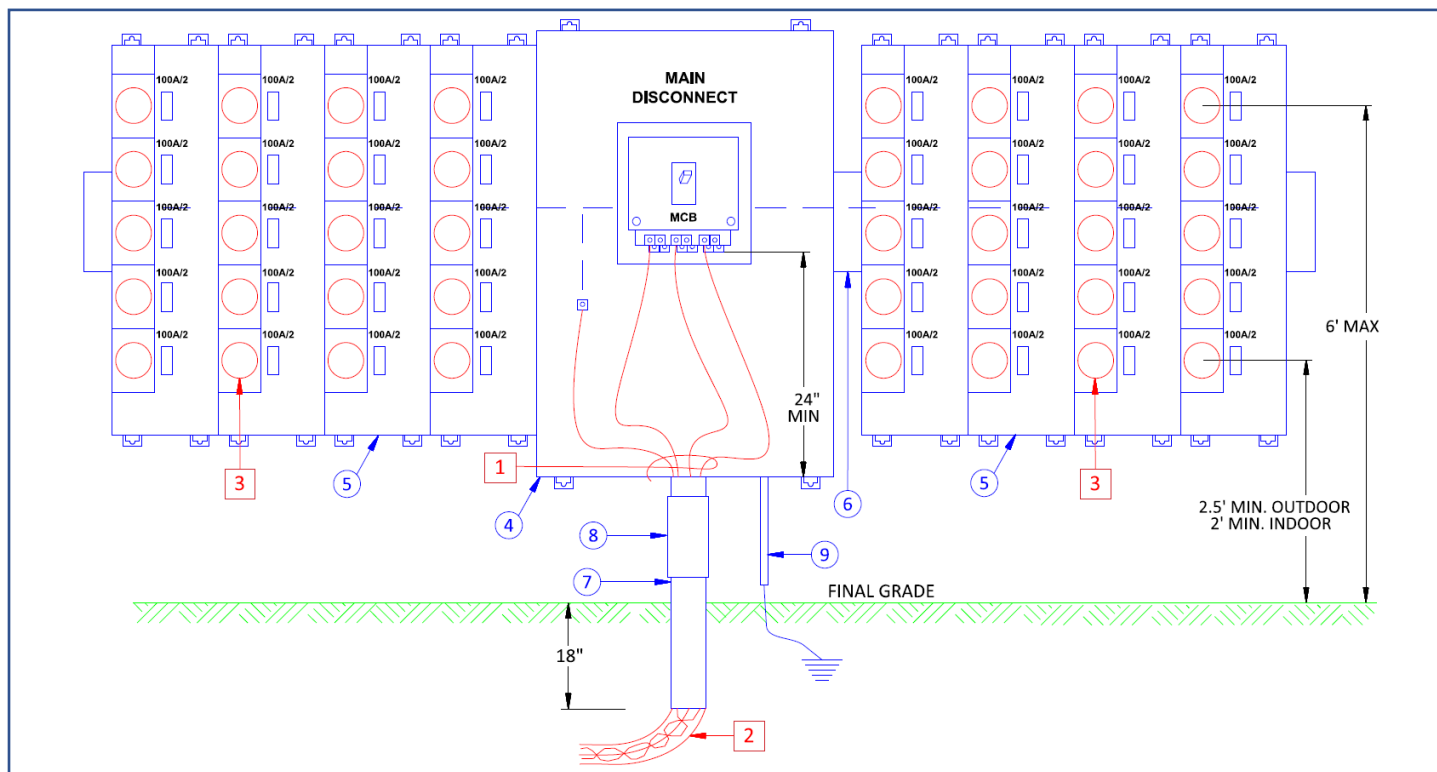 MAIN
DISCONNECT
100A/2 100A/2 100A/2 100A/2 100A/2 100A/2 100A/2 100A/2
100A/2 100A/2 100A/2 100A/2 100A/2 100A/2 100A/2 100A/2
100A/2 100A/2 100A/2 100A/2 MCB 100A/2 100A/2 100A/2 100A/2
100A/2 100A/2 100A/2 100A/2 100A/2 100A/2 100A/2 100A/2
100A/2 100A/2 100A/2 100A/2 100A/2 100A/2 100A/2 100A/2
6' MAX
24"
MIN
1
3
5
4
6
5
3
2.5' MIN. OUTDOOR
2' MIN. INDOOR
8
9
7
FINAL GRADE
18"
2